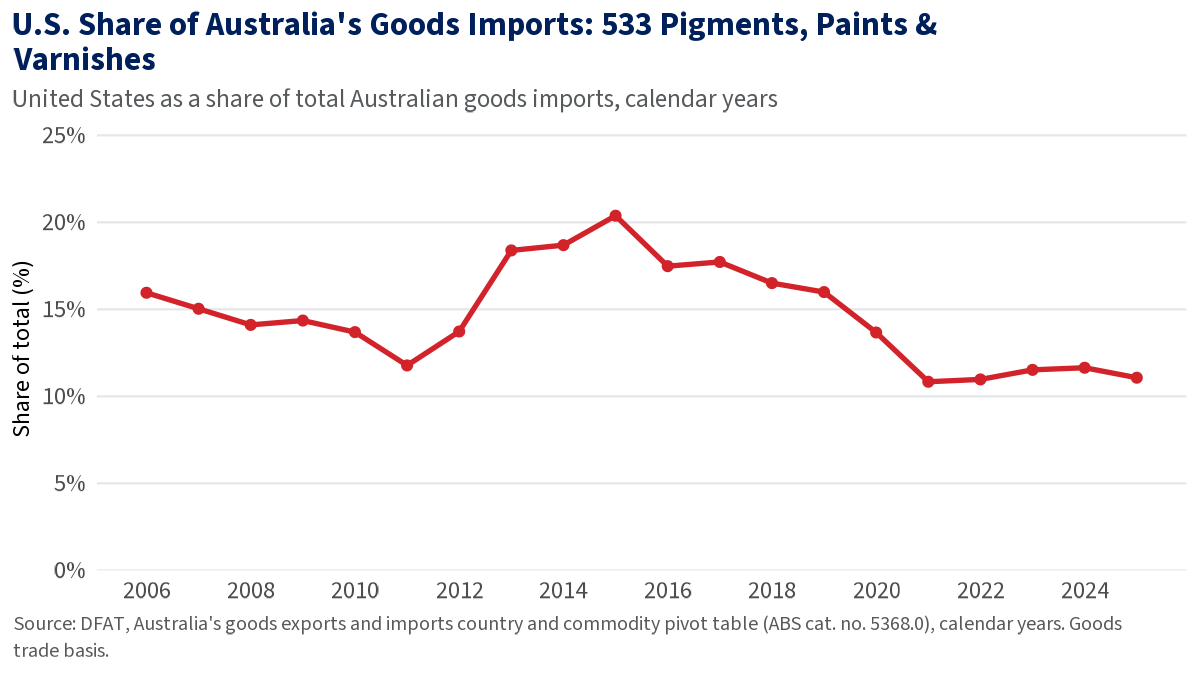 U.S. Share of Australia's Goods Imports: 533 Pigments, Paints &
Varnishes
United States as a share of total Australian goods imports, calendar years
25%
20%
15%
10%
5%
0%
Share of total (%)
2006 2008 2010 2012 2014 2016 2018 2020 2022 2024
Source: DFAT, Australia's goods exports and imports country and commodity pivot table (ABS cat. no. 5368.0), calendar years. Goods
trade basis.